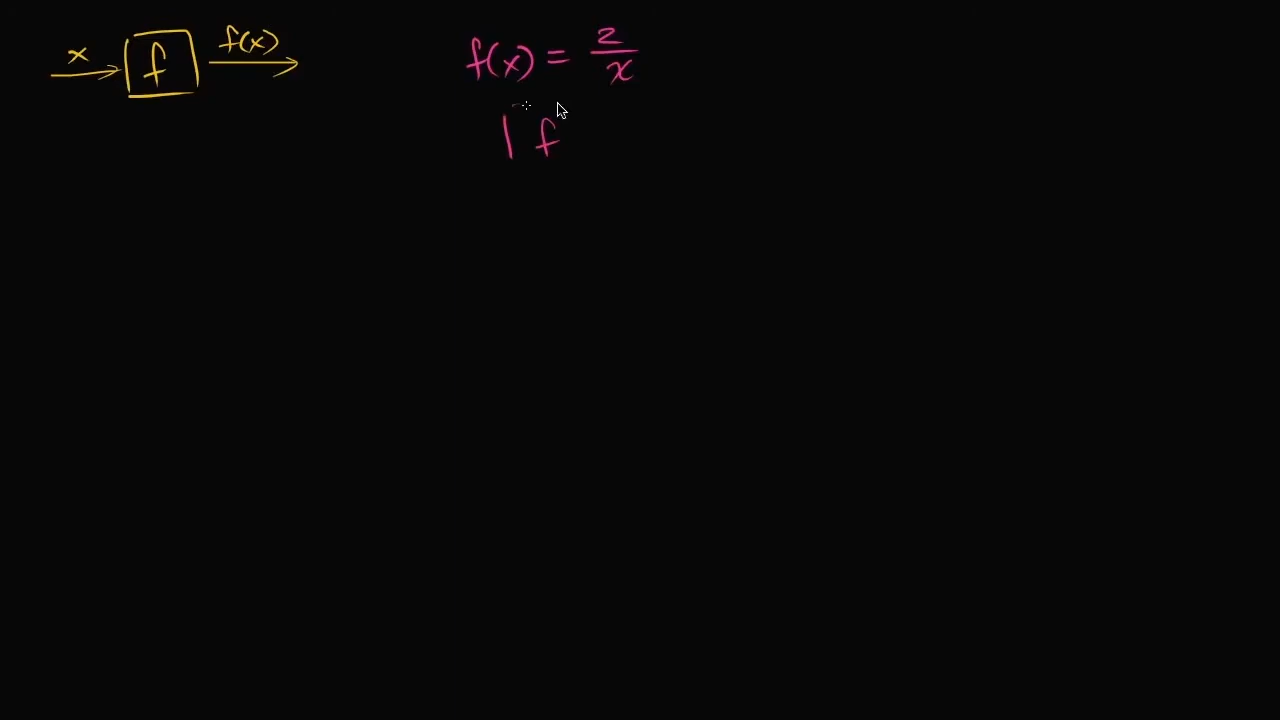 x f f(x)
f(x) = 2/x
f